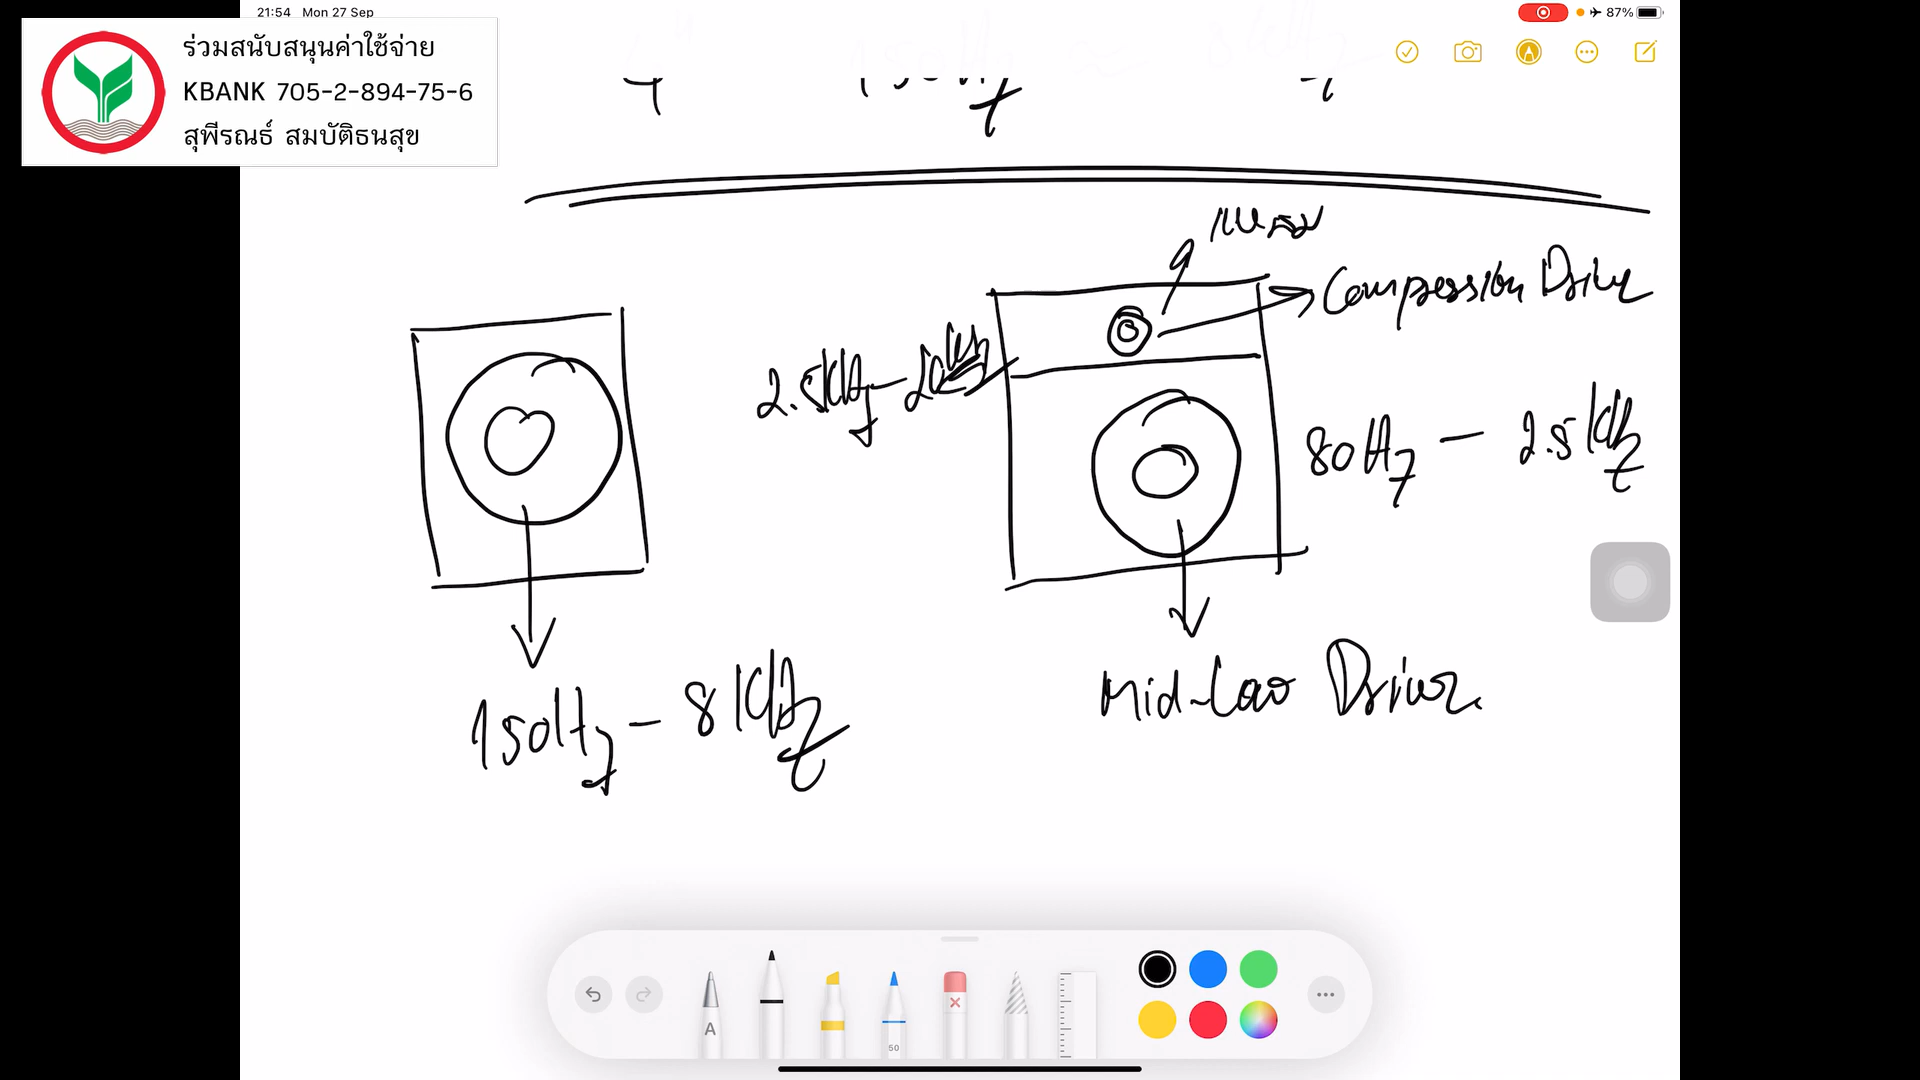 21:54 Mon 27 Sep
87%
ร่วมสนับสนุนค่าใช้จ่าย
KBANK 705-2-894-75-6
สุพีรณธ์ สมบัติธนสุข
Compession Driver
2.5KHz - 20KHz
80Hz - 2.5KHz
150Hz - 8KHz
Mid-Low Driver
A
50